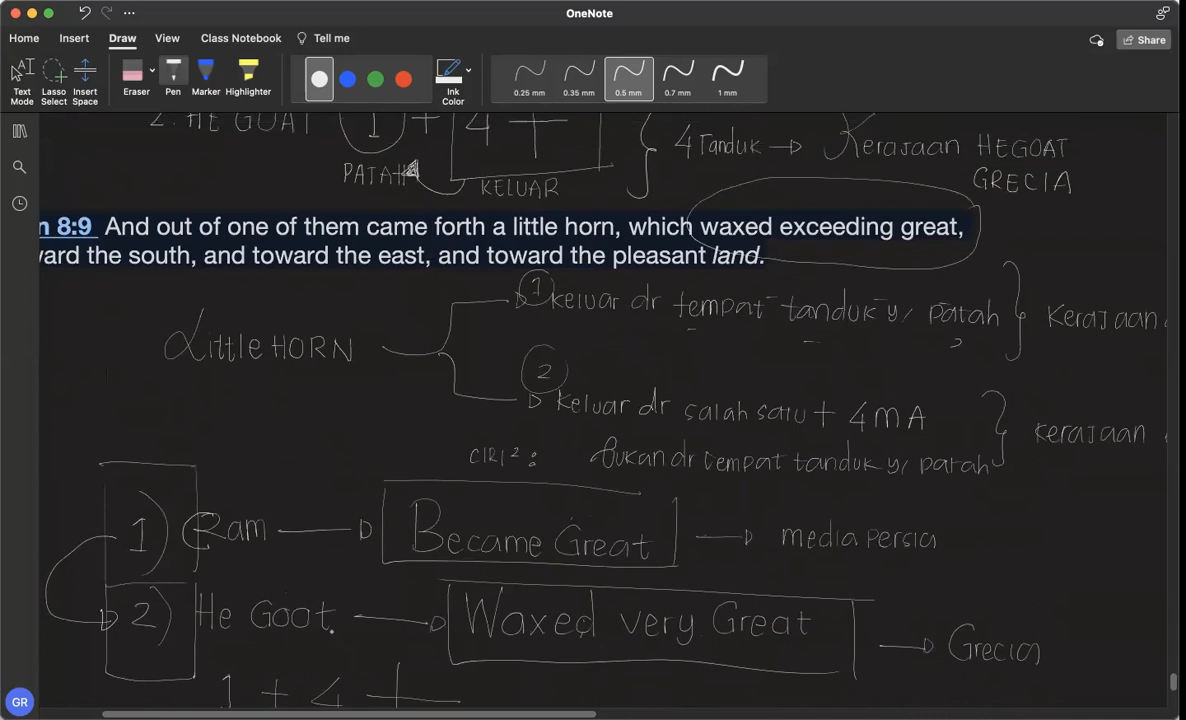 OneNote
Home Insert Draw View Class Notebook Tell me
Share
Text Mode
Lasso Select
Insert Space
Eraser
Pen
Marker
Highlighter
Ink Color
0.25 mm 0.35 mm 0.5 mm 0.7 mm 1 mm
2. HE GOAT 1 + 4 +
4 Tanduk → Kerajaan HEGOAT
GRECIA
PATAH
KELUAR
n 8:9 And out of one of them came forth a little horn, which waxed exceeding great,
ward the south, and toward the east, and toward the pleasant land.
1 keluar dr tempat tanduk y/ patah } kerajaan
Little HORN
2
keluar dr salah satu + 4 m A } kerajaan
CIRI²: Bukan dr tempat tanduk y/ patah
1) Ram → Became Great → media persia
2) He Goat. → Waxed very Great → Grecia
1 + 4 +
GR